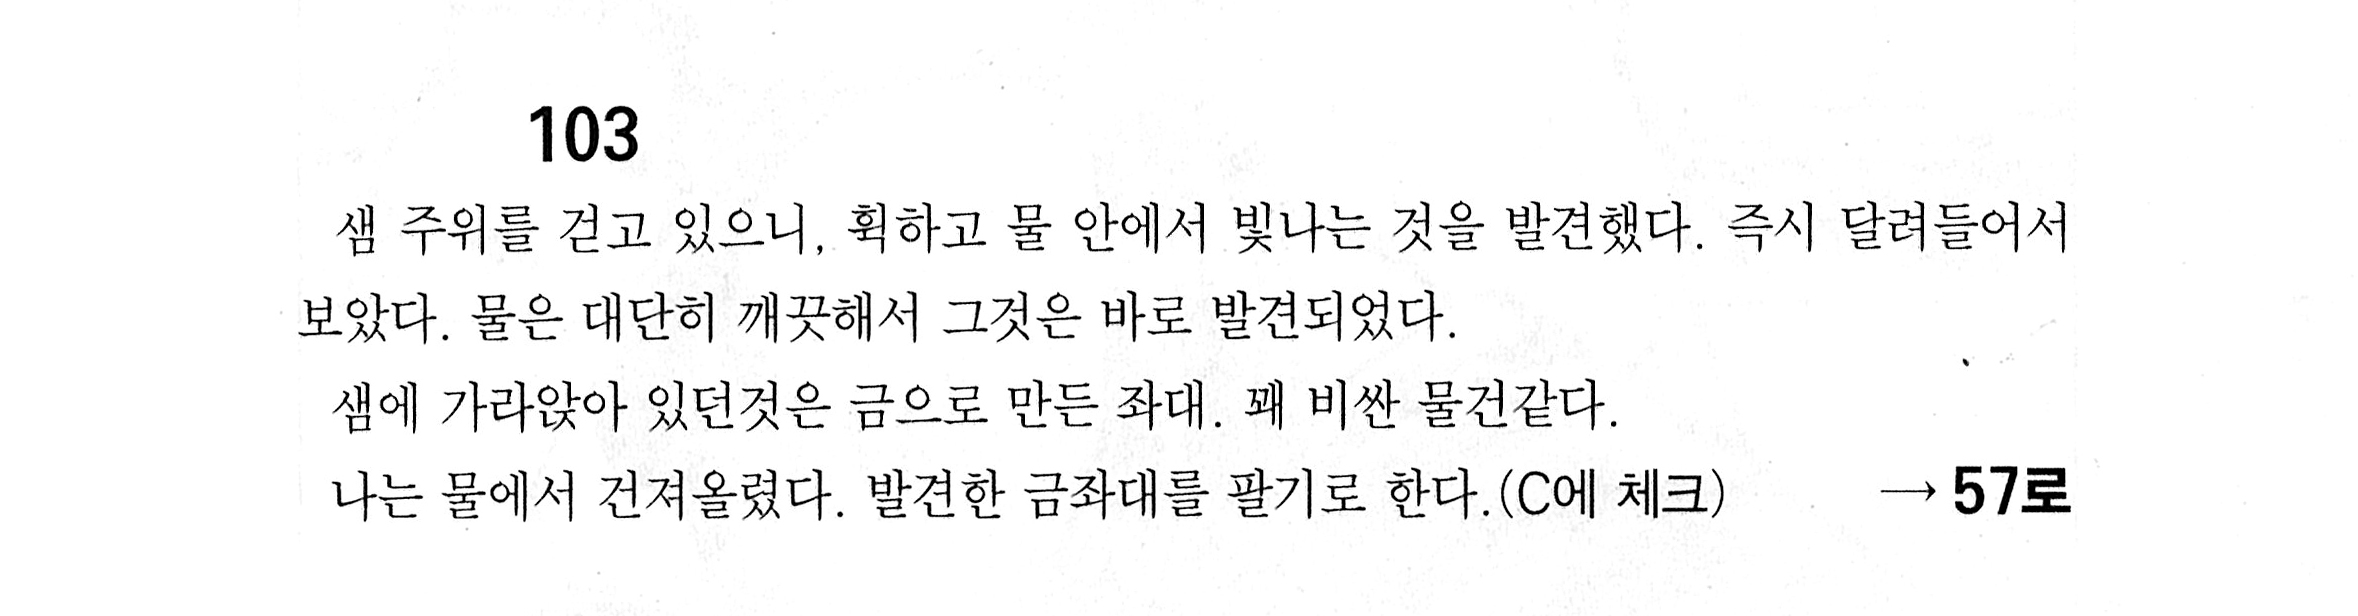 103
샘 주위를 걷고 있으니, 휙하고 물 안에서 빛나는 것을 발견했다. 즉시 달려들어서
보았다. 물은 대단히 깨끗해서 그것은 바로 발견되었다.
샘에 가라앉아 있던것은 금으로 만든 좌대. 꽤 비싼 물건같다.
나는 물에서 건져올렸다. 발견한 금좌대를 팔기로 한다.(C에 체크) → 57로